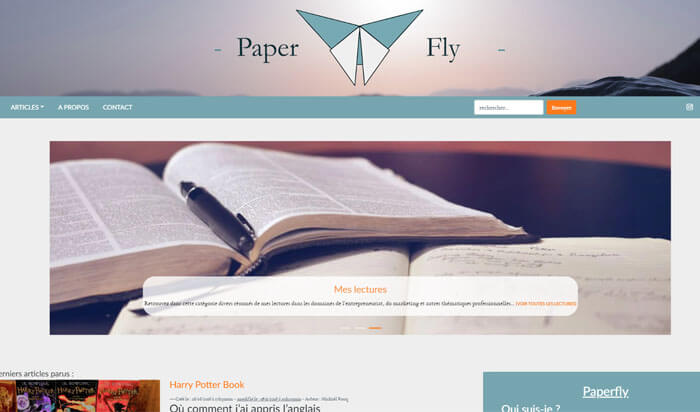 - Paper Fly -
ARTICLES A PROPOS CONTACT rechercher... Envoyer
Mes lectures
Retrouvez dans cette catégorie divers résumés de mes lectures dans les domaines de l'entrepreneuriat, du marketing et autres thématiques professionnelles... (VOIR TOUTES LES LECTURES)
erniers articles parus :
Harry Potter Book
Paperfly
Où comment j'ai appris l'anglais
Qui suis-je ?